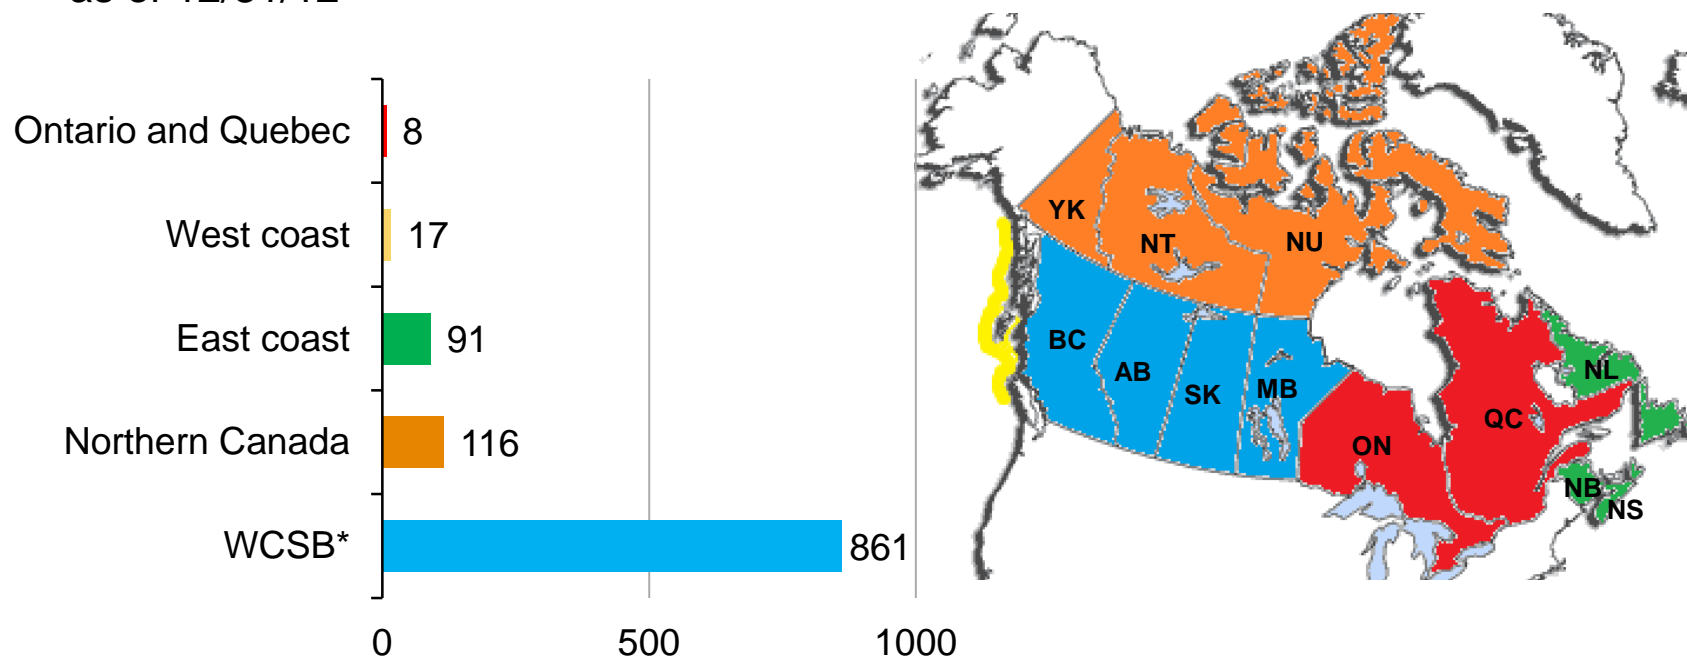 Ontario and Quebec 8
West coast 17
East coast 91
Northern Canada 116
WCSB* 861
0 500 1000
YK
NT
NU
BC
AB
SK
MB
ON
QC
NL
NB
NS